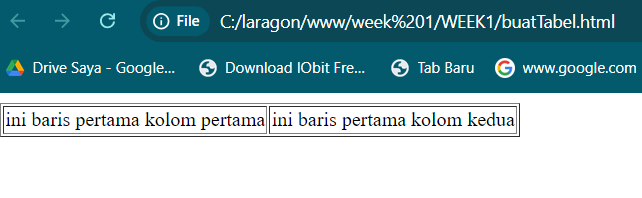 File C:/laragon/www/week%201/WEEK1/buatTabel.html
Drive Saya - Google... Download IObit Fre... Tab Baru www.google.com
ini baris pertama kolom pertama ini baris pertama kolom kedua